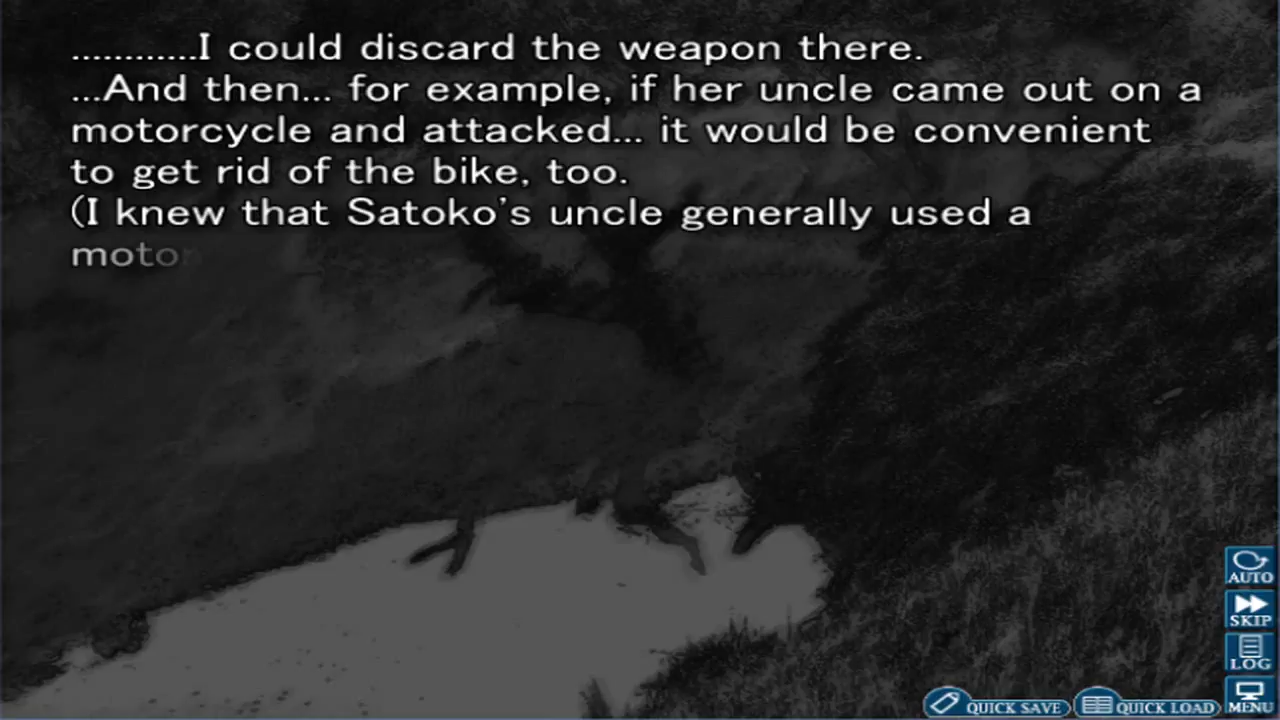 ............I could discard the weapon there.
...And then... for example, if her uncle came out on a
motorcycle and attacked... it would be convenient
to get rid of the bike, too.
(I knew that Satoko's uncle generally used a
moto
AUTO
SKIP
LOG
QUICK SAVE QUICK LOAD MENU